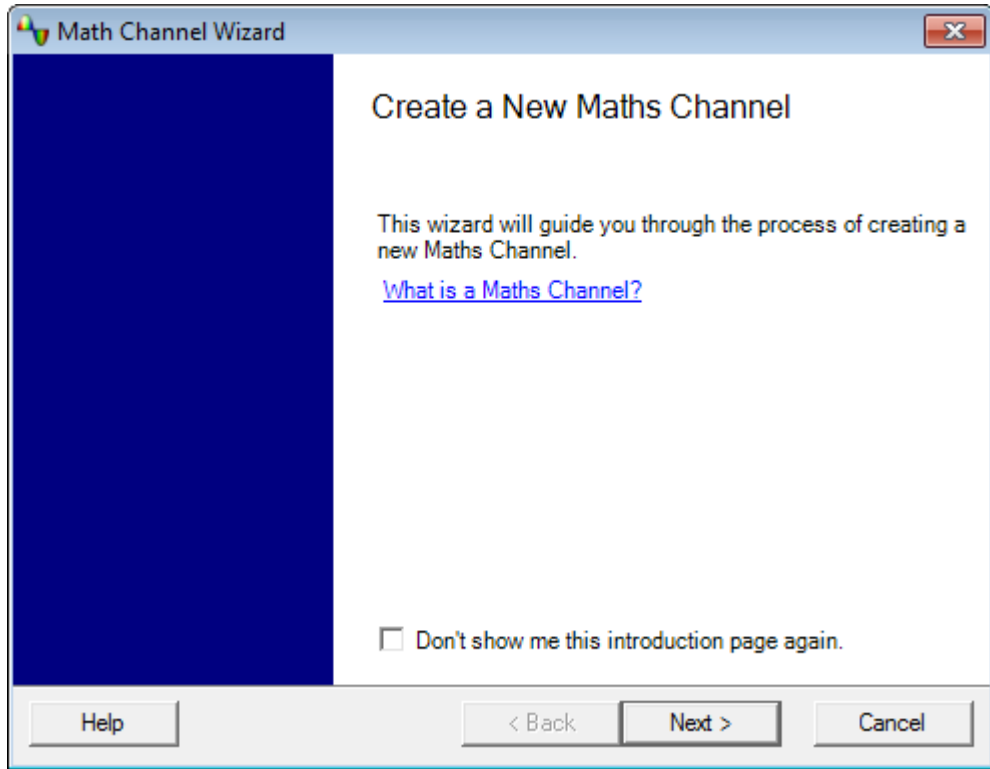 Math Channel Wizard
Create a New Maths Channel
This wizard will guide you through the process of creating a
new Maths Channel.
What is a Maths Channel?
Don't show me this introduction page again.
Help
< Back
Next >
Cancel